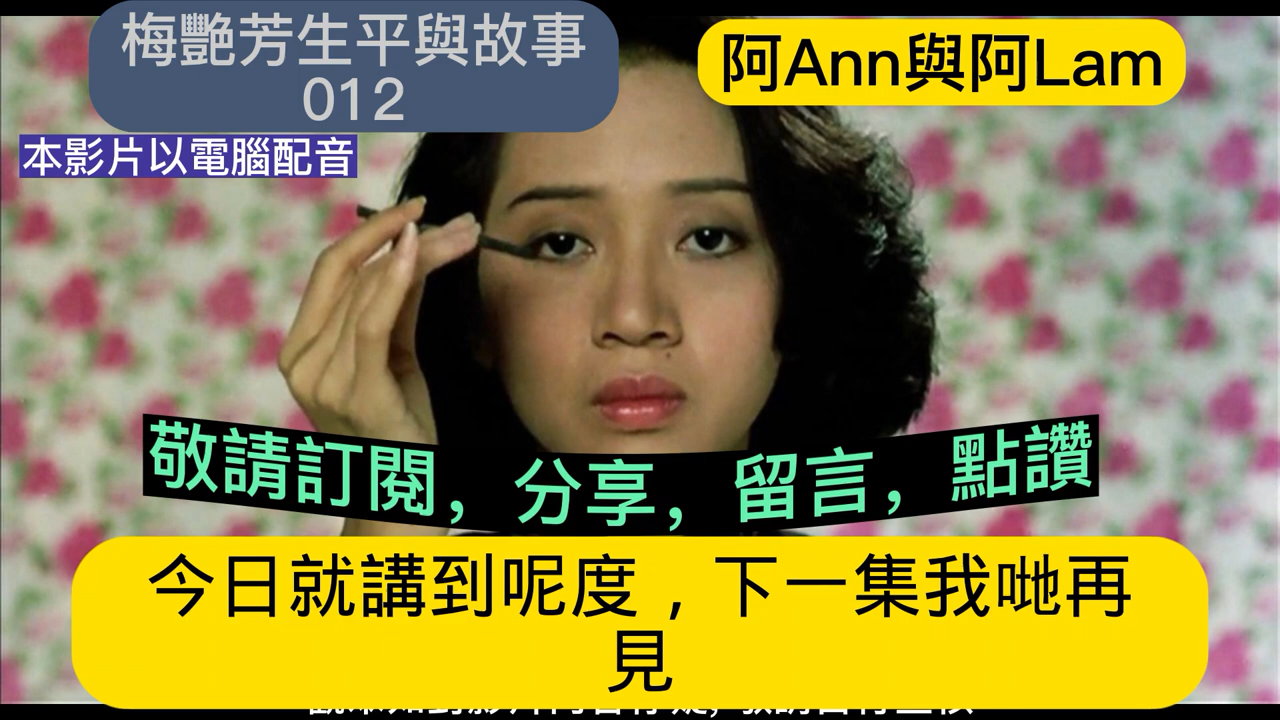 梅艷芳生平與故事
012
阿Ann與阿Lam
本影片以電腦配音
敬請訂閱，分享，留言，點讚
今日就講到呢度，下一集我哋再
見